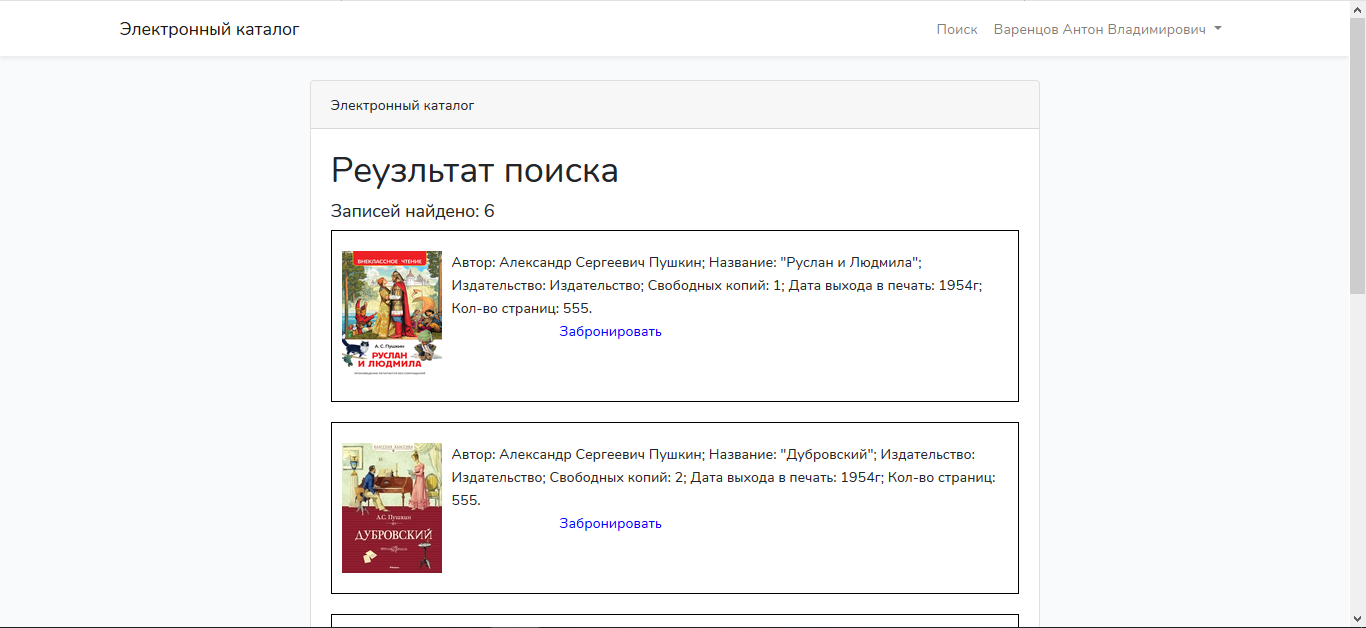 Электронный каталог
Поиск Варенцов Антон Владимирович
Электронный каталог
Реузльтат поиска
Записей найдено: 6
ВНЕКЛАССНОЕ ЧТЕНИЕ
А. С. Пушкин
РУСЛАН
И ЛЮДМИЛА
Автор: Александр Сергеевич Пушкин; Название: "Руслан и Людмила";
Издательство: Издательство; Свободных копий: 1; Дата выхода в печать: 1954г;
Кол-во страниц: 555.
Забронировать
А.С. Пушкин
ДУБРОВСКИЙ
Автор: Александр Сергеевич Пушкин; Название: "Дубровский"; Издательство:
Издательство; Свободных копий: 2; Дата выхода в печать: 1954г; Кол-во страниц:
555.
Забронировать